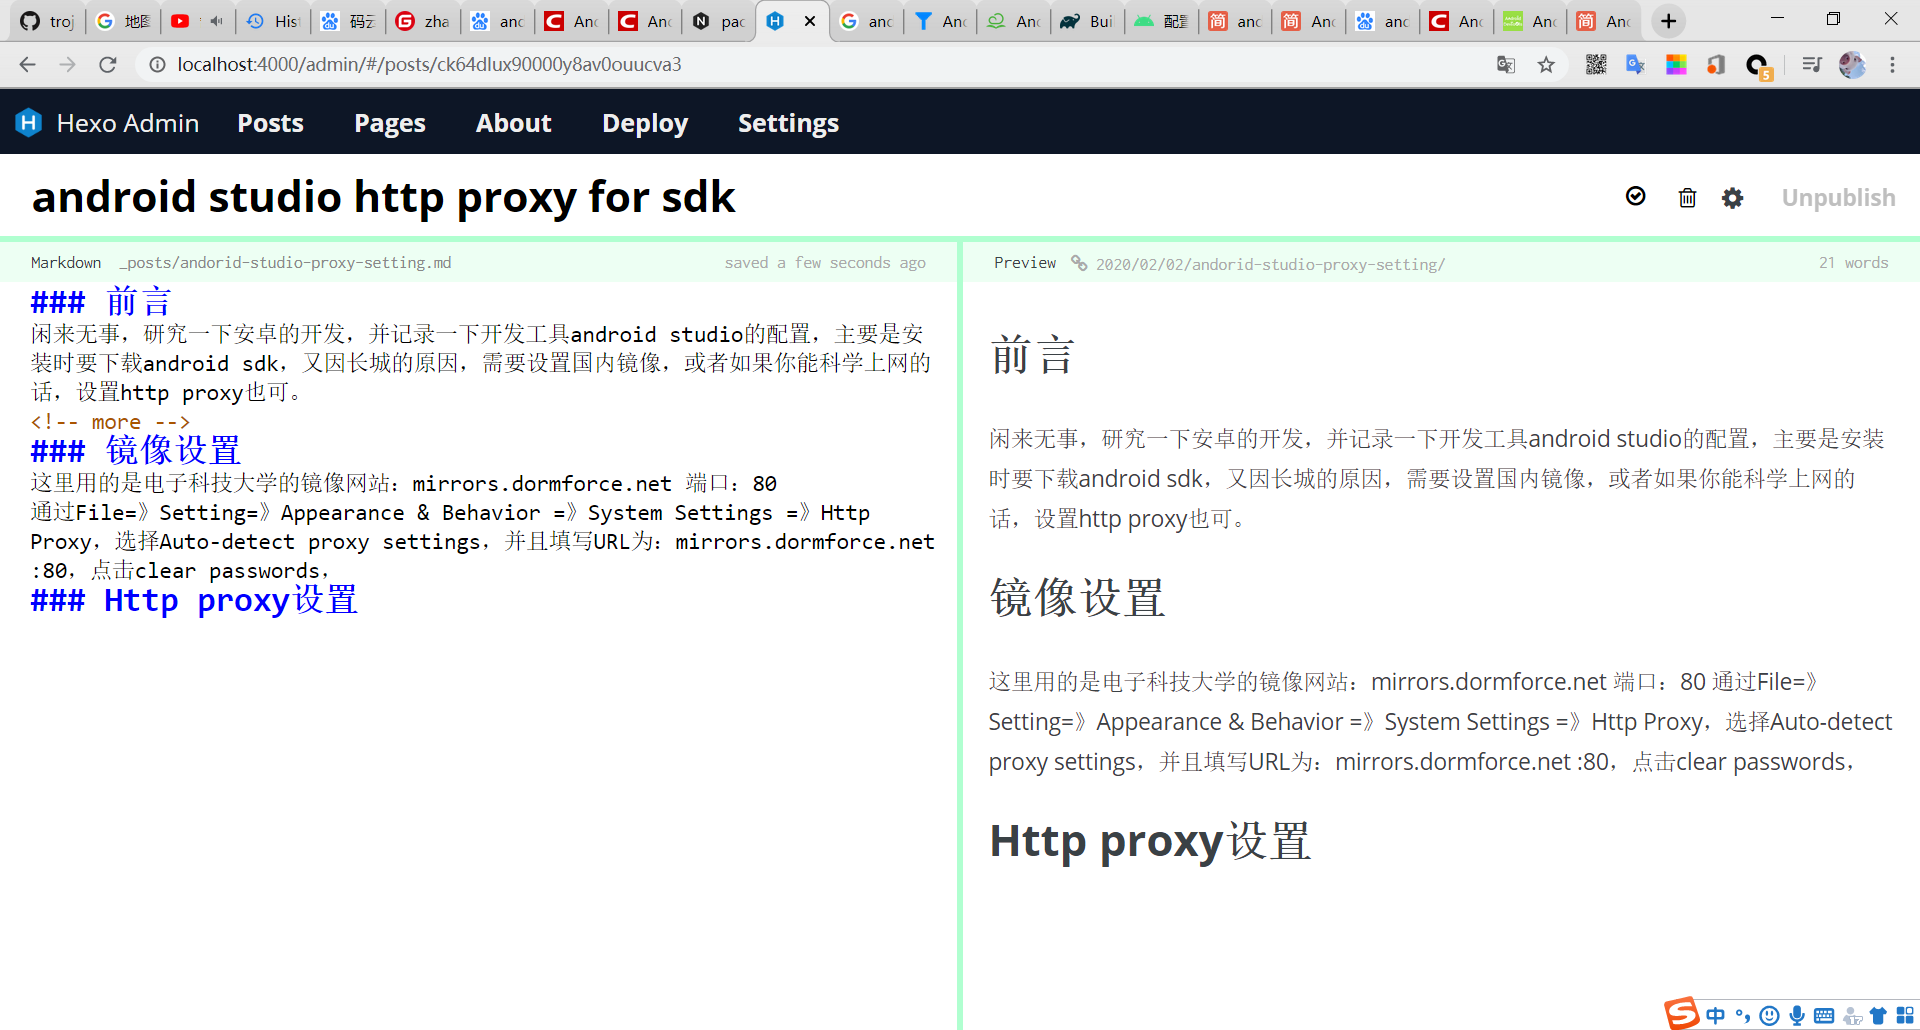 troj
地图
His
码云
zha
anc
Anc
Anc
pac
anc
Anc
Anc
Buil
配置
anc
Anc
anc
Anc
Anc
Anc
localhost:4000/admin/#/posts/ck64dlux90000y8av0ouucva3
5
Hexo Admin
Posts
Pages
About
Deploy
Settings
android studio http proxy for sdk
Unpublish
Markdown _posts/andorid-studio-proxy-setting.md
saved a few seconds ago
### 前言
闲来无事，研究一下安卓的开发，并记录一下开发工具android studio的配置，主要是安
装时要下载android sdk，又因长城的原因，需要设置国内镜像，或者如果你能科学上网的
话，设置http proxy也可。
<!-- more -->
### 镜像设置
这里用的是电子科技大学的镜像网站：mirrors.dormforce.net 端口：80
通过File=》Setting=》Appearance & Behavior =》System Settings =》Http
Proxy，选择Auto-detect proxy settings，并且填写URL为：mirrors.dormforce.net
:80，点击clear passwords，
### Http proxy设置
Preview 2020/02/02/andorid-studio-proxy-setting/
21 words
前言
闲来无事，研究一下安卓的开发，并记录一下开发工具android studio的配置，主要是安装
时要下载android sdk，又因长城的原因，需要设置国内镜像，或者如果你能科学上网的
话，设置http proxy也可。
镜像设置
这里用的是电子科技大学的镜像网站：mirrors.dormforce.net 端口：80 通过File=》
Setting=》Appearance & Behavior =》System Settings =》Http Proxy，选择Auto-detect
proxy settings，并且填写URL为：mirrors.dormforce.net :80，点击clear passwords，
Http proxy设置
中